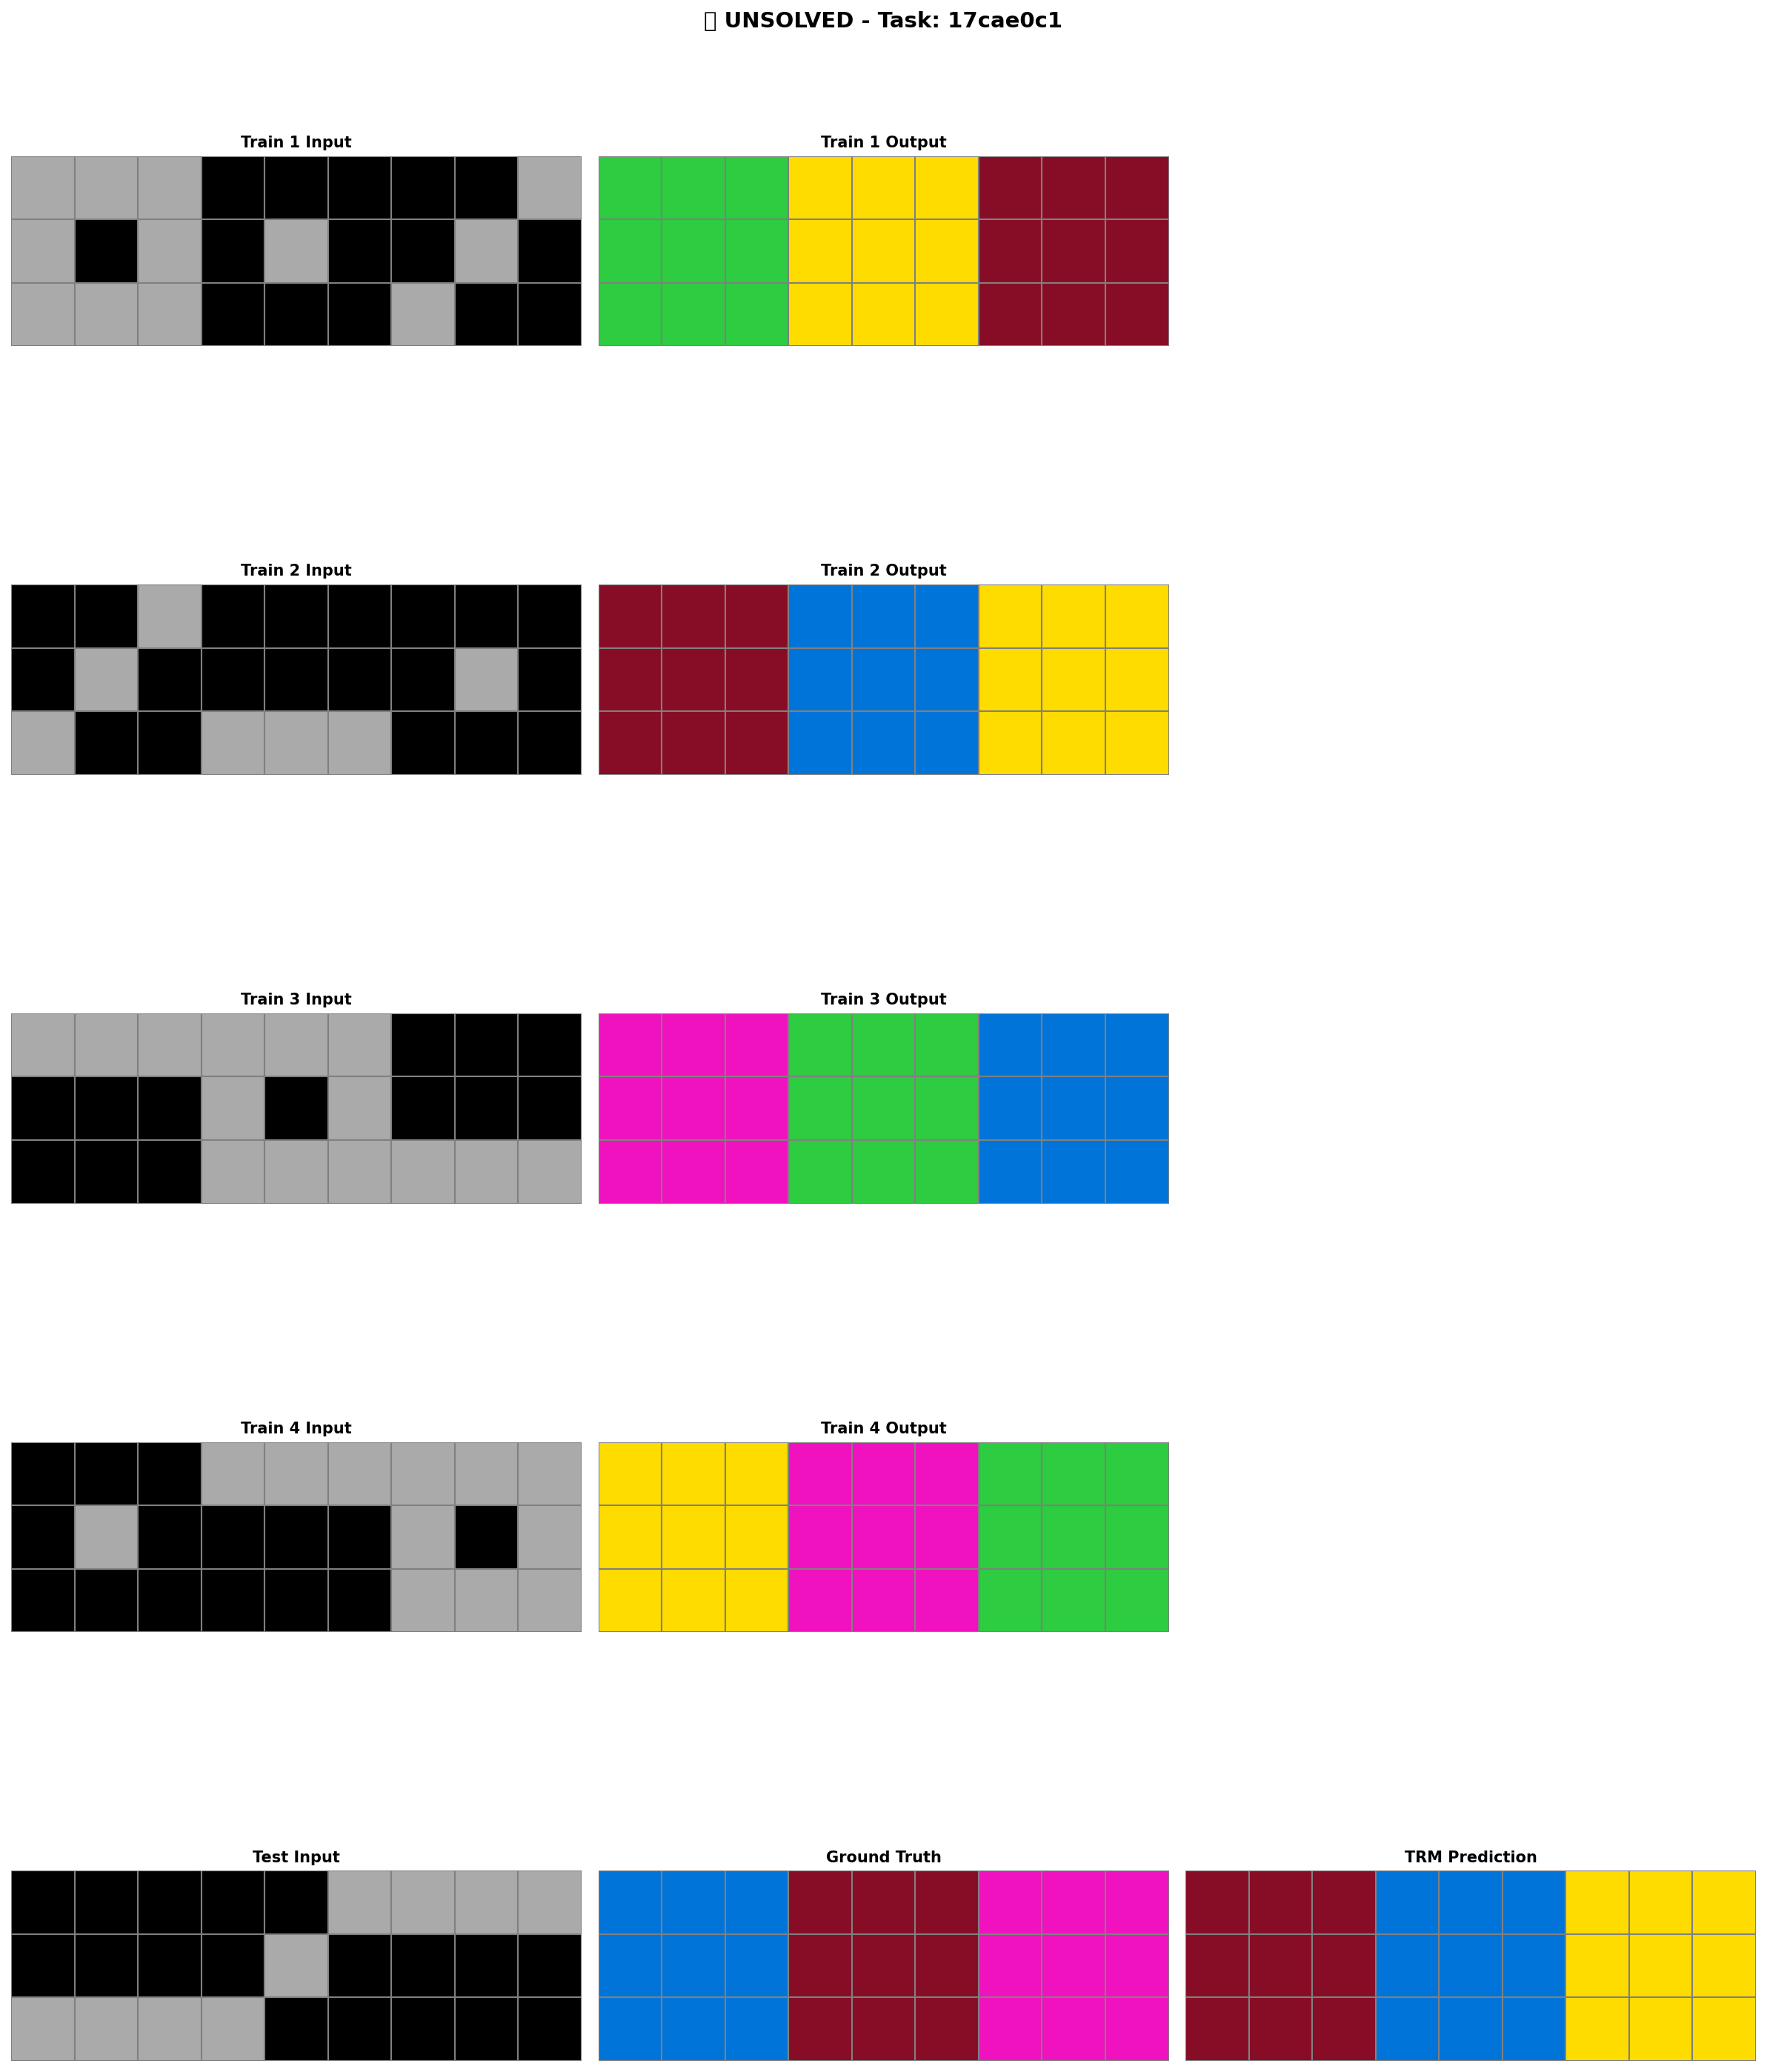 UNSOLVED - Task: 17cae0c1
Train 1 Input
Train 1 Output
Train 2 Input
Train 2 Output
Train 3 Input
Train 3 Output
Train 4 Input
Train 4 Output
Test Input
Ground Truth
TRM Prediction